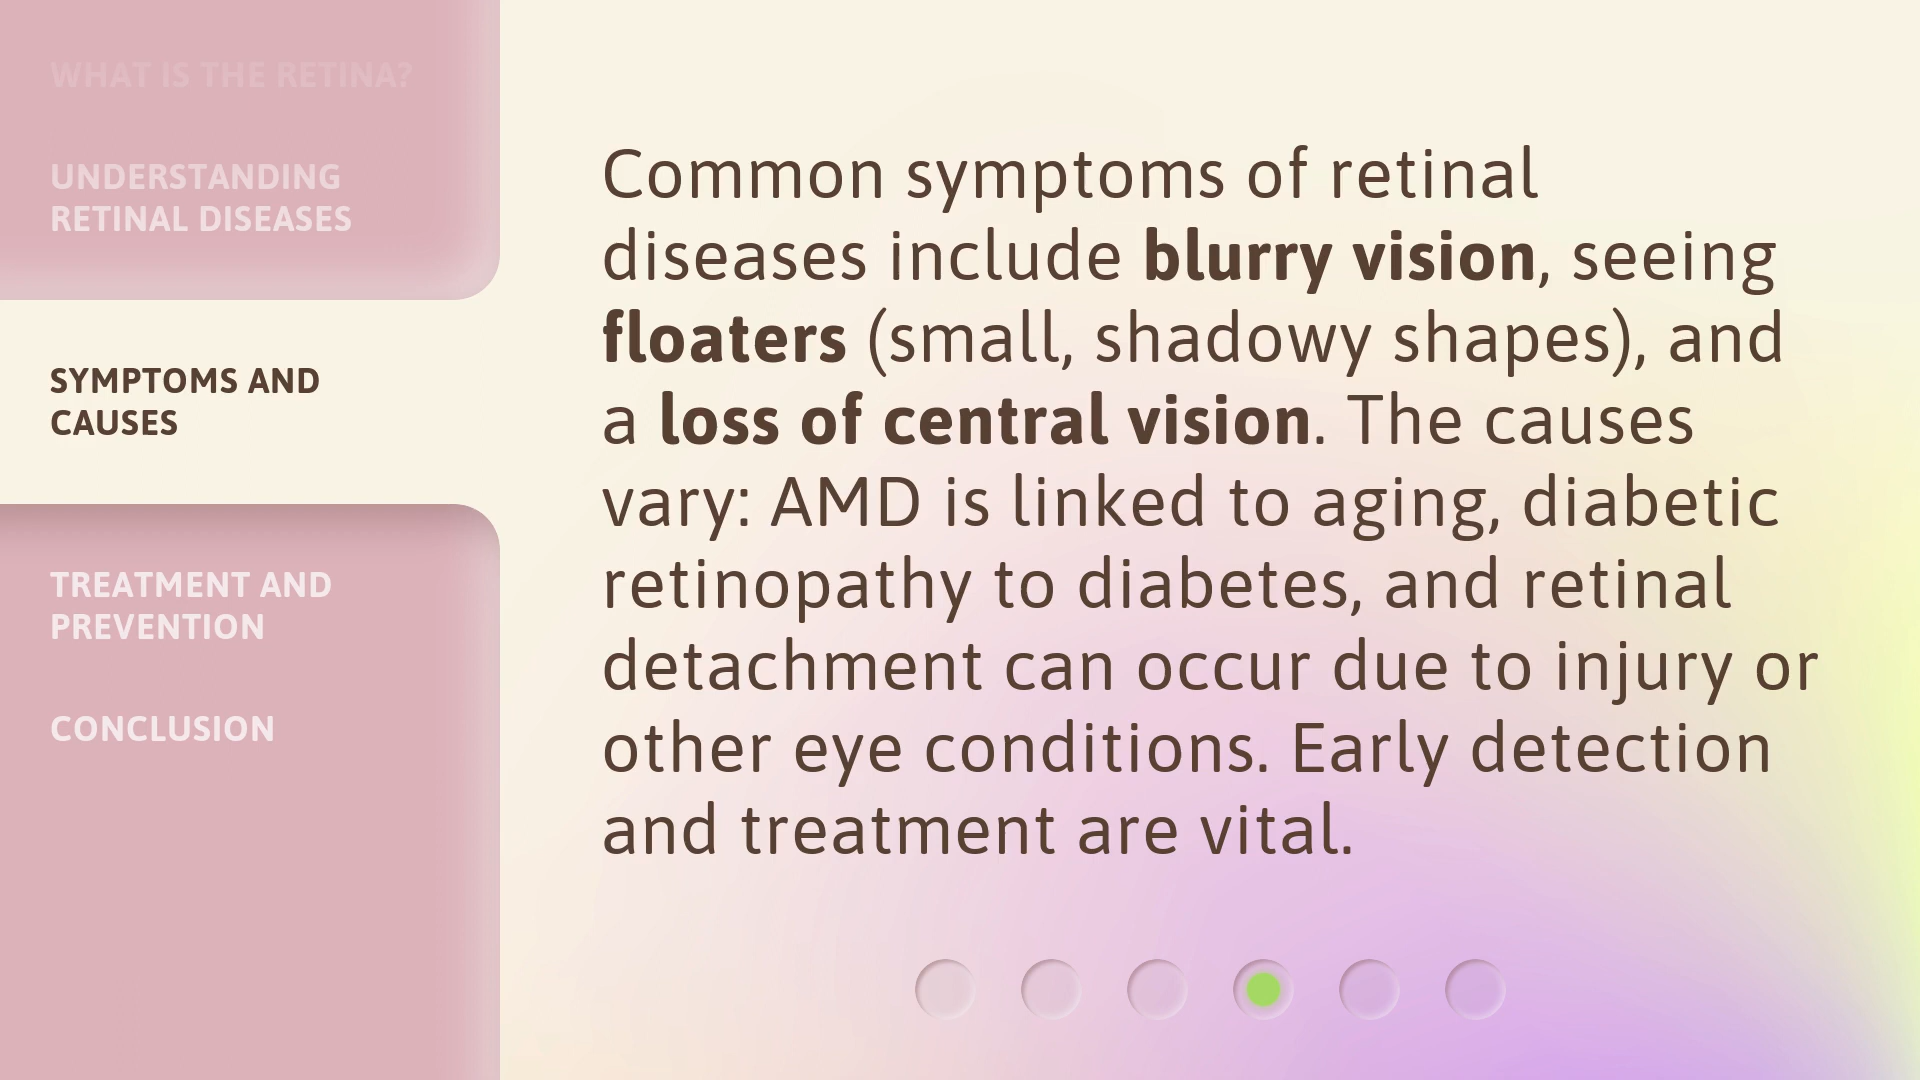 WHAT IS THE RETINA?
UNDERSTANDING
RETINAL DISEASES
SYMPTOMS AND
CAUSES
TREATMENT AND
PREVENTION
CONCLUSION
Common symptoms of retinal
diseases include blurry vision, seeing
floaters (small, shadowy shapes), and
a loss of central vision. The causes
vary: AMD is linked to aging, diabetic
retinopathy to diabetes, and retinal
detachment can occur due to injury or
other eye conditions. Early detection
and treatment are vital.